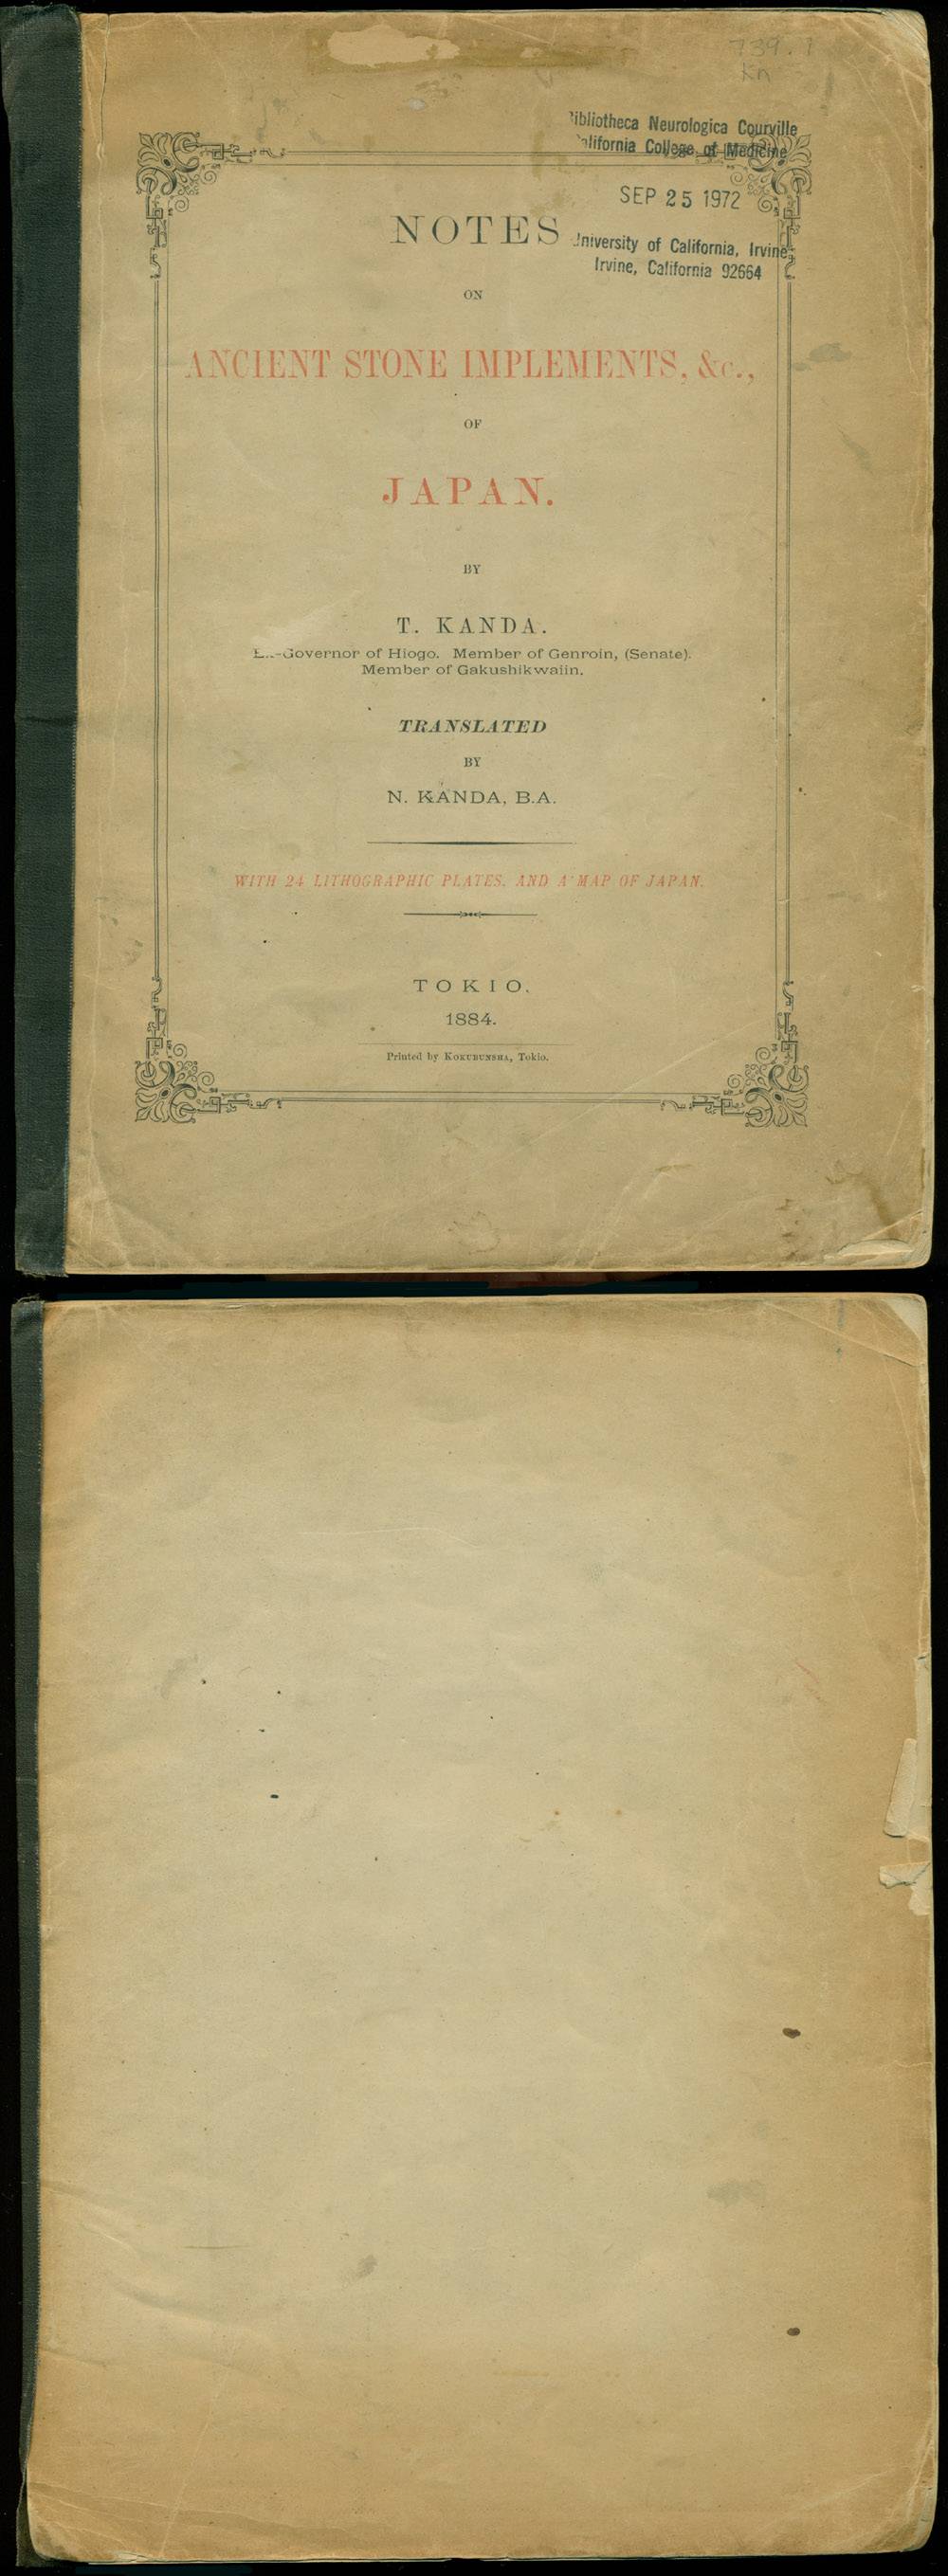 739.1
Kn
Bibliotheca Neurologica Courville
California College of Medicine
SEP 25 1972
University of California, Irvine
Irvine, California 92664
NOTES
ON
ANCIENT STONE IMPLEMENTS, &c.,
OF
JAPAN.
BY
T. KANDA.
Governor of Hiogo. Member of Genroin, (Senate).
Member of Gakushikwaiin.
TRANSLATED
BY
N. KANDA, B.A.
WITH 24 LITHOGRAPHIC PLATES, AND A MAP OF JAPAN.
TOKIO.
1884.
Printed by KOKUBUNSHA, Tokio.